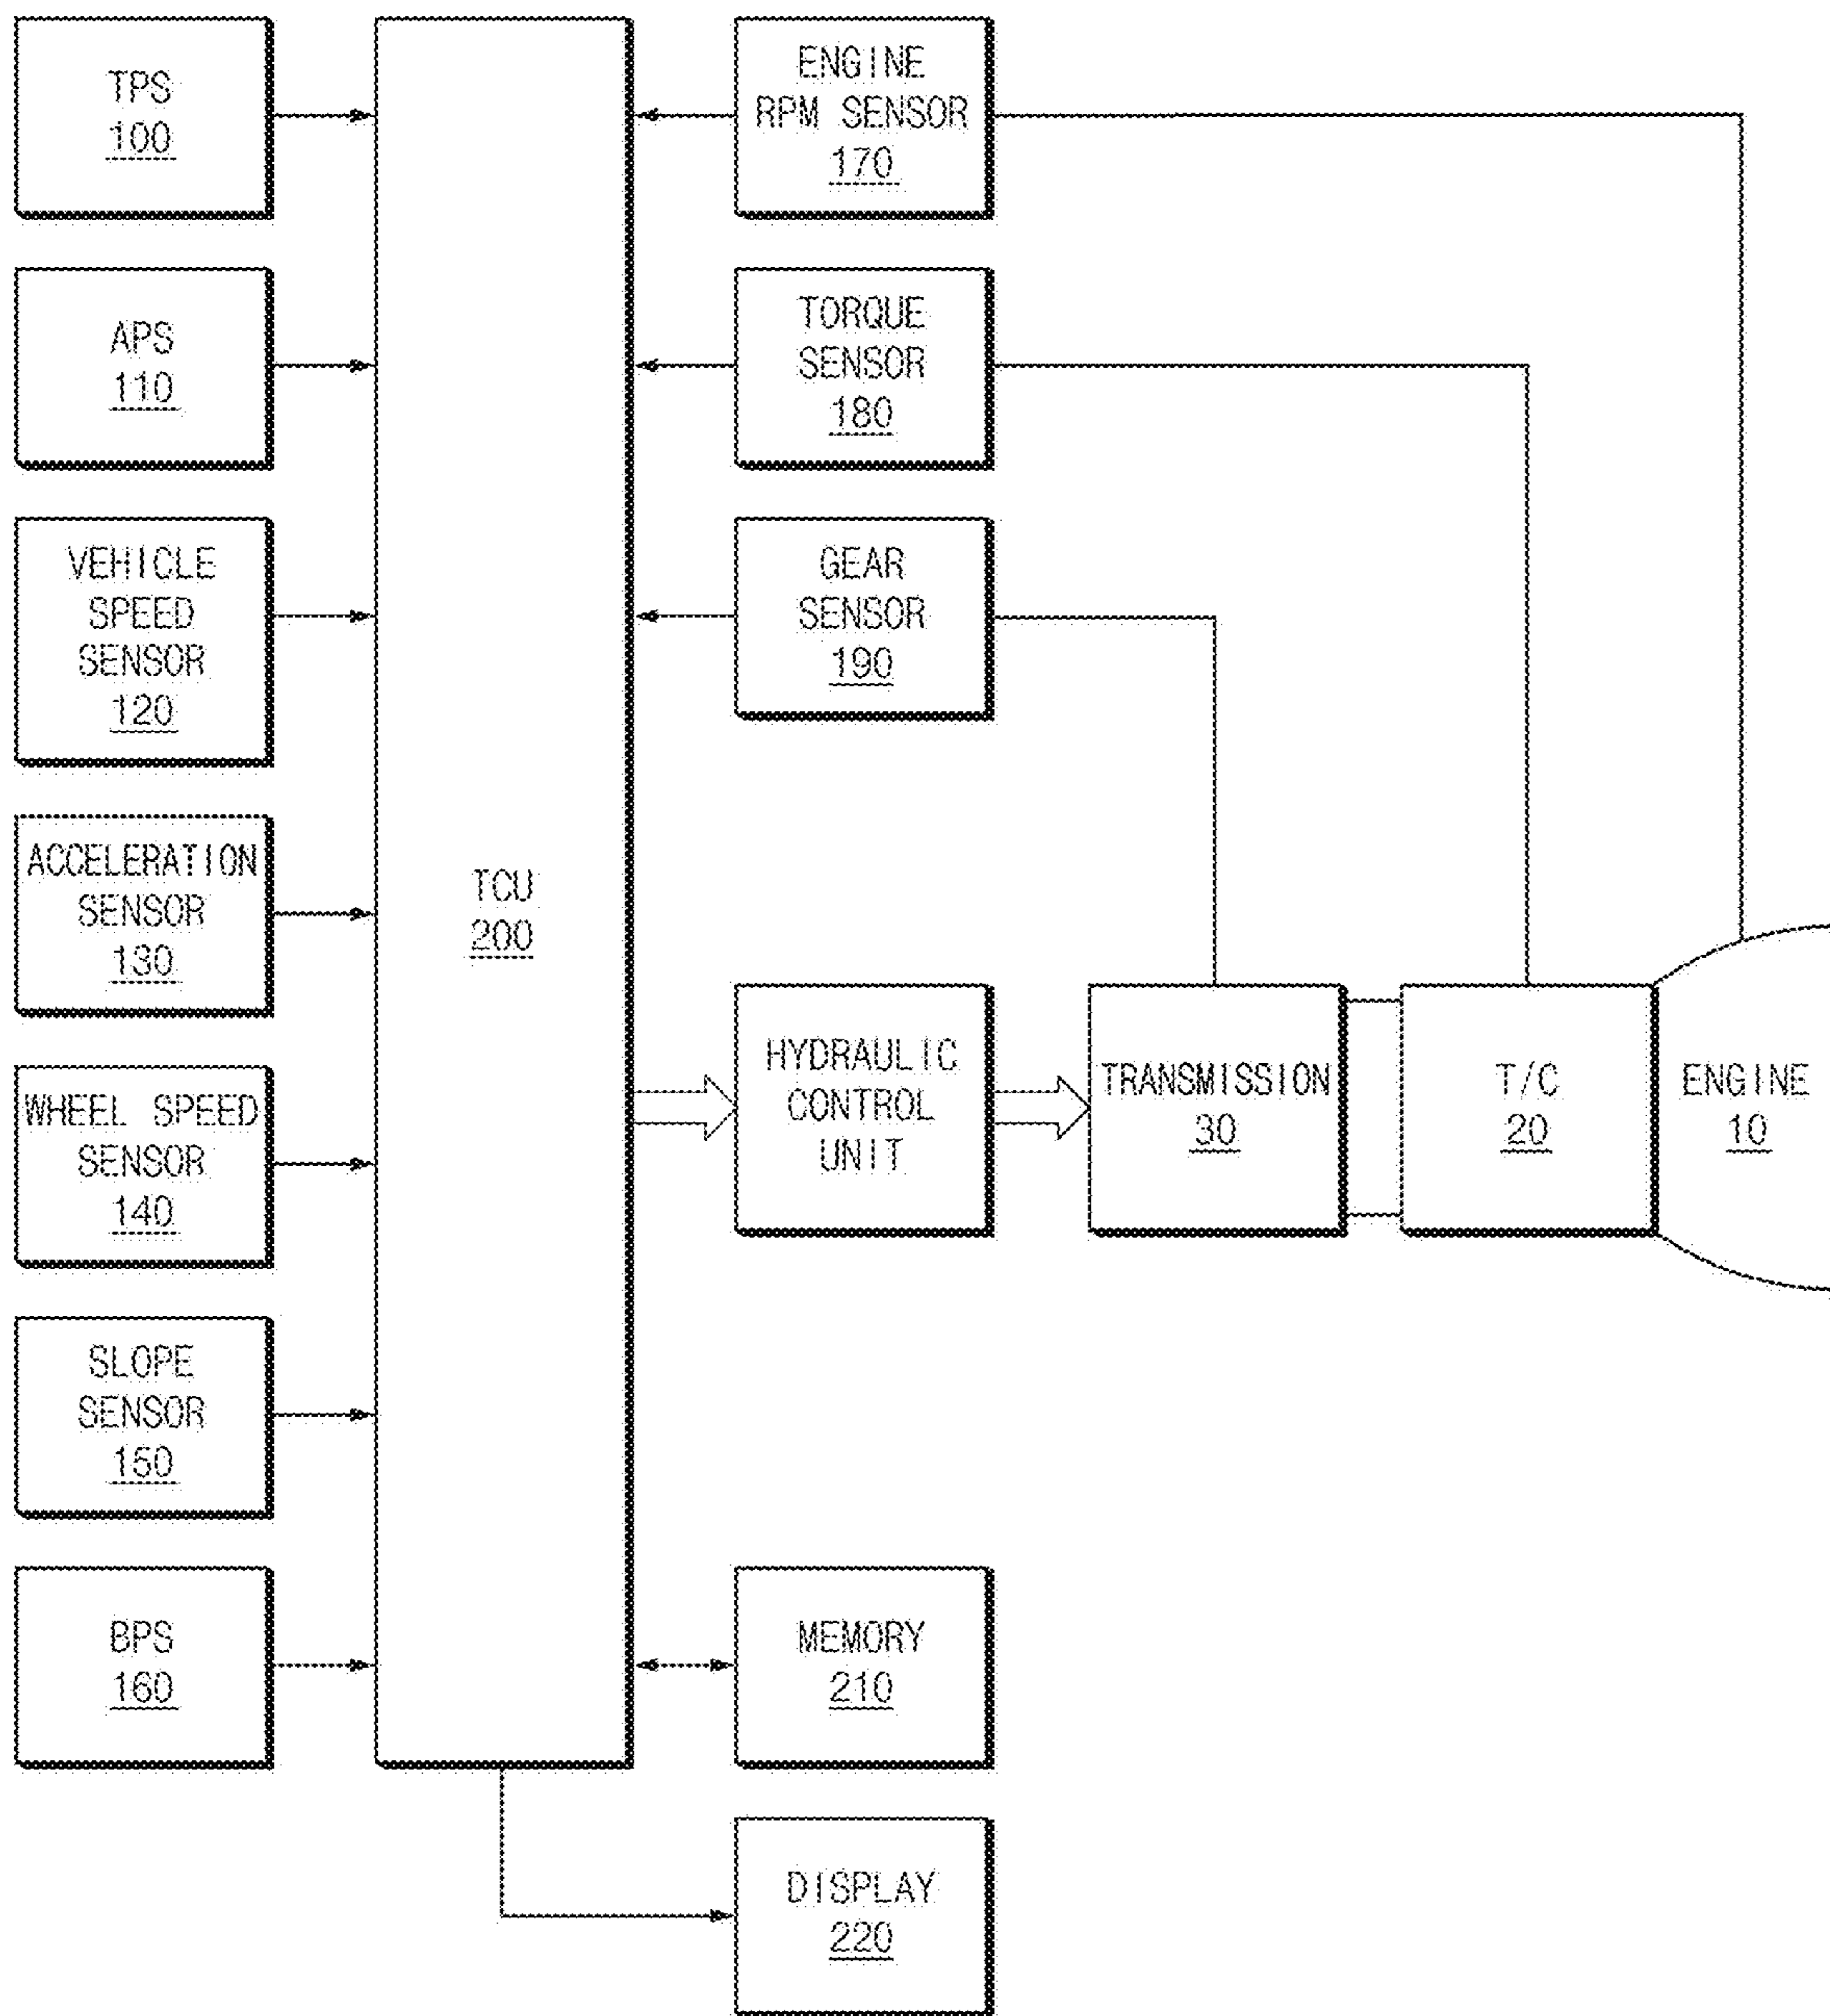 TPS
100
APS
110
VEHICLE
SPEED
SENSOR
120
ACCELERATION
SENSOR
130
WHEEL SPEED
SENSOR
140
SLOPE
SENSOR
150
BPS
160
TCU
200
ENGINE
RPM SENSOR
170
TORQUE
SENSOR
180
GEAR
SENSOR
190
HYDRAULIC
CONTROL
UNIT
TRANSMISSION
30
T/C
20
ENGINE
10
MEMORY
210
DISPLAY
220